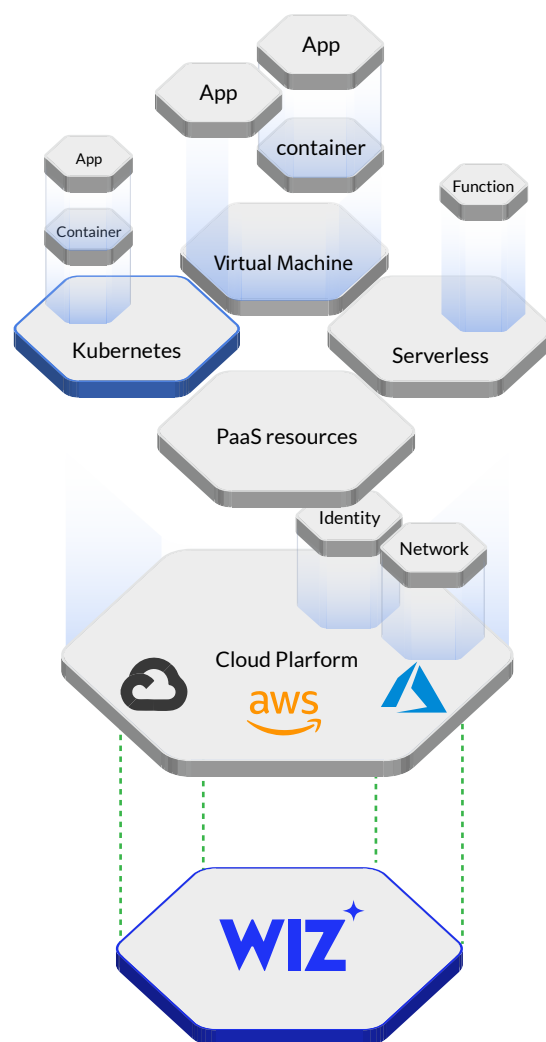 App
App
container
App
Function
Container
Virtual Machine
Kubernetes
Serverless
PaaS resources
Identity
Network
Cloud Plarform
aws
WIZ